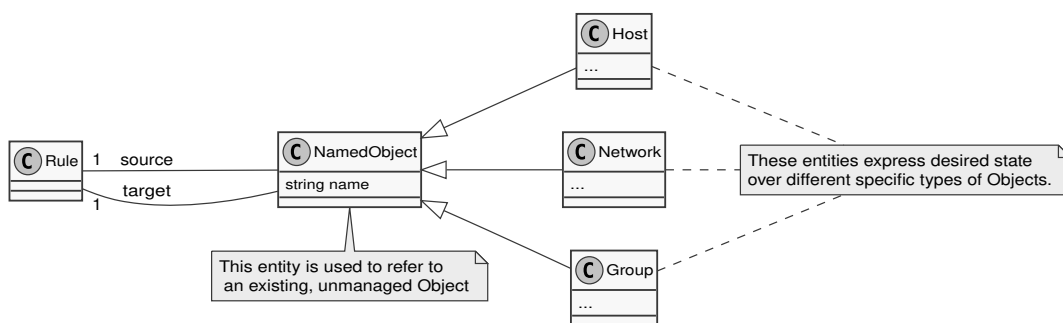 C Host
...
C Rule
1 source
target
1
C NamedObject
string name
C Network
...
These entities express desired state
over different specific types of Objects.
This entity is used to refer to
an existing, unmanaged Object
C Group
...